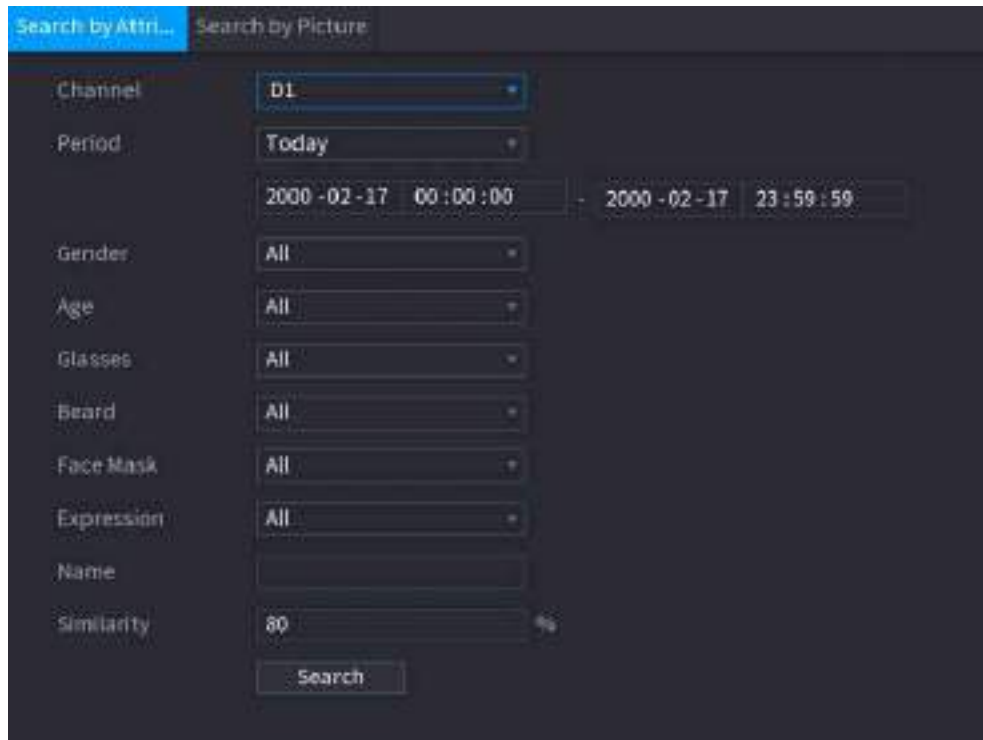 Search by Attri... Search by Picture
Channel D1
Period Today
2000 -02 -17 00 :00 :00 - 2000 -02 -17 23 : 59 : 59
Gender All
Age All
Glasses All
Beard All
Face Mask All
Expression All
Name
Similarity 80 %
Search